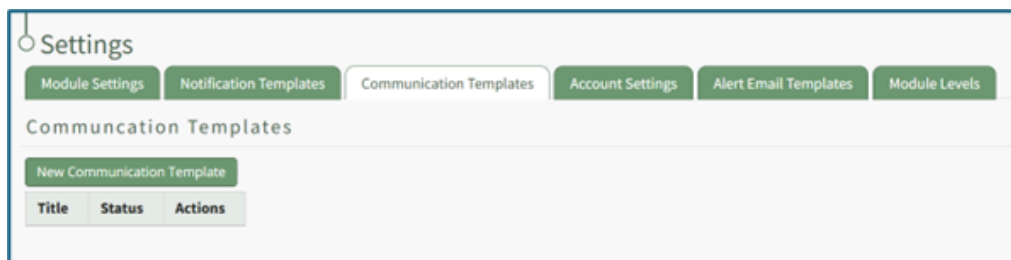 Settings
Module Settings Notification Templates Communication Templates Account Settings Alert Email Templates Module Levels
Communcation Templates
New Communication Template
Title Status Actions